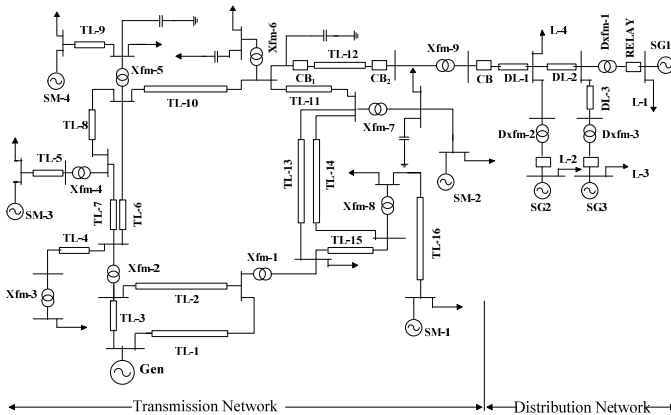 Xfm-6
Dxfm-1
TL-9
L-4
RELAY
SG1
Xfm-5
TL-12
Xfm-9
CB₁
CB₂
CB
DL-1
DL-2
SM-4
TL-10
TL-11
DL-3
L-1
TL-8
Xfm-7
Dxfm-2
Dxfm-3
TL-5
TL-13
TL-14
L-2
L-3
Xfm-4
SM-2
SG2
SG3
SM-3
TL-7
TL-6
Xfm-8
TL-4
TL-15
TL-16
Xfm-3
Xfm-2
Xfm-1
TL-2
TL-3
TL-1
SM-1
Gen
Transmission Network
Distribution Network